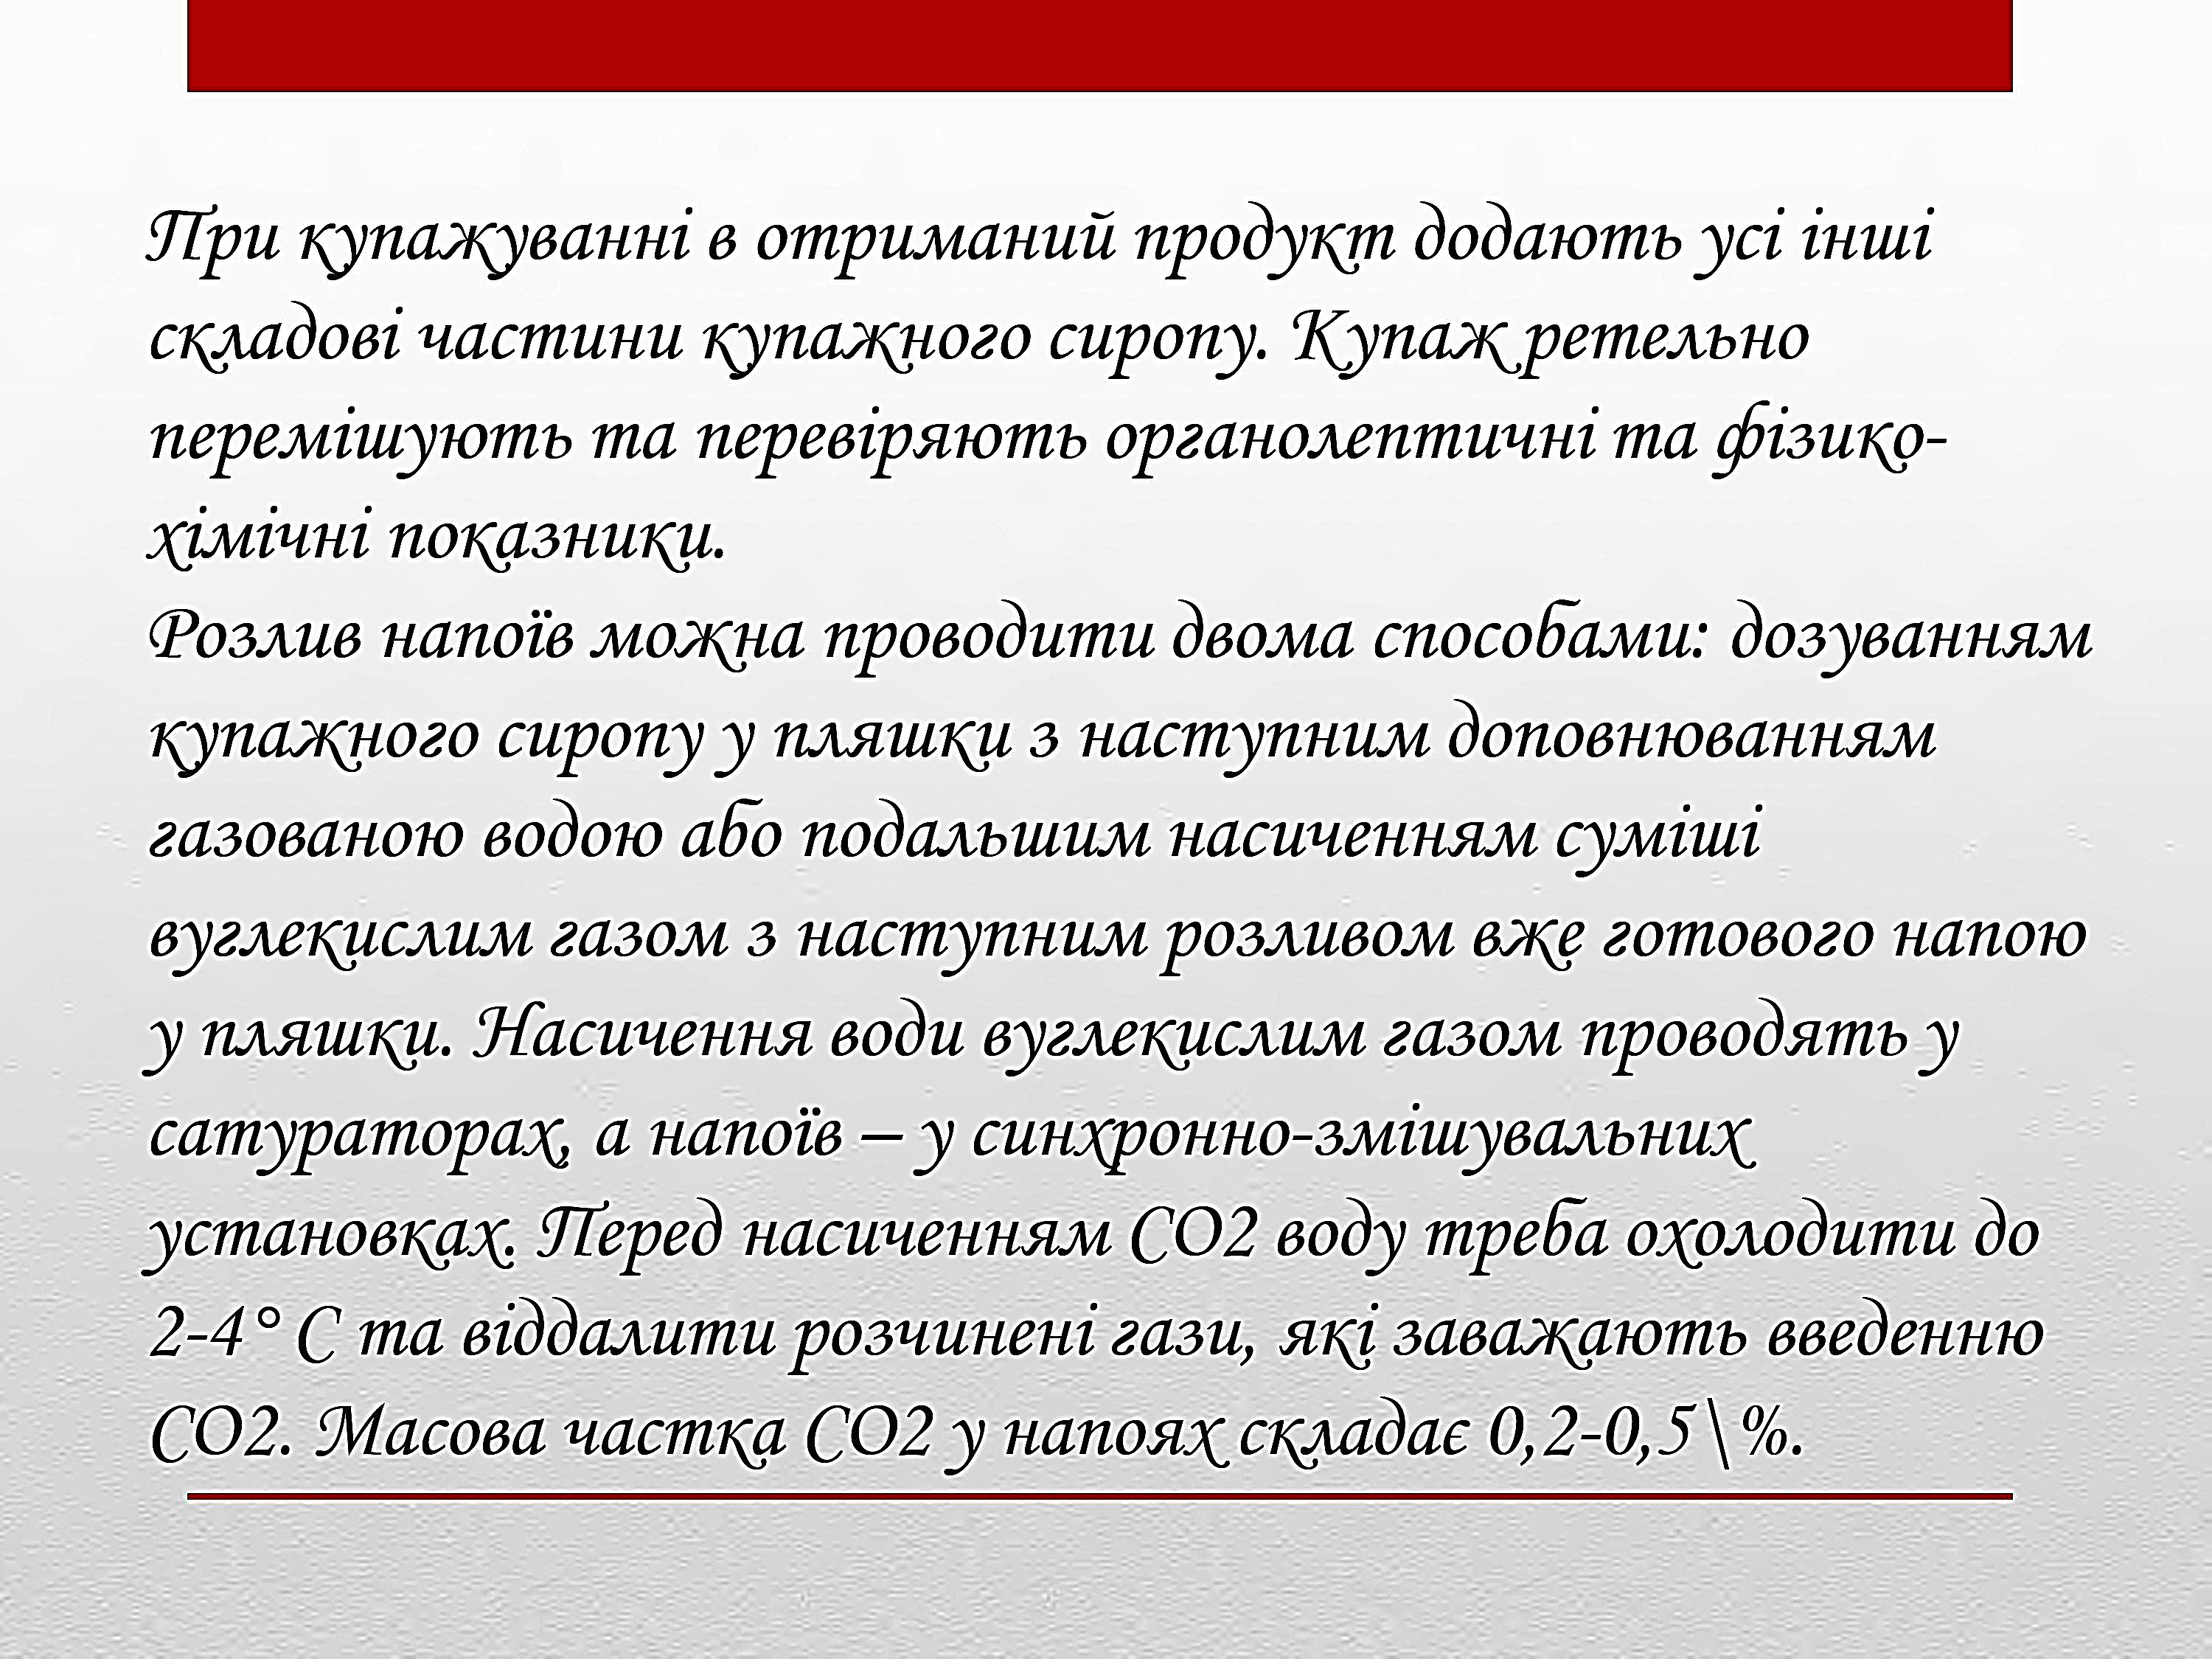 При купажуванні в отриманий продукт додають усі інші
складові частини купажного сиропу. Купаж ретельно
перемішують та перевіряють органолептичні та фізико-
хімічні показники.
Розлив напоїв можна проводити двома способами: дозуванням
купажного сиропу у пляшки з наступним доповнюванням
газованою водою або подальшим насиченням суміші
вуглекислим газом з наступним розливом вже готового напою
у пляшки. Насичення води вуглекислим газом проводять у
сатураторах, а напоїв – у синхронно-змішувальних
установках. Перед насиченням СО2 воду треба охолодити до
2-4° С та віддалити розчинені гази, які заважають введенню
СО2. Масова частка СО2 у напоях складає 0,2-0,5\%.